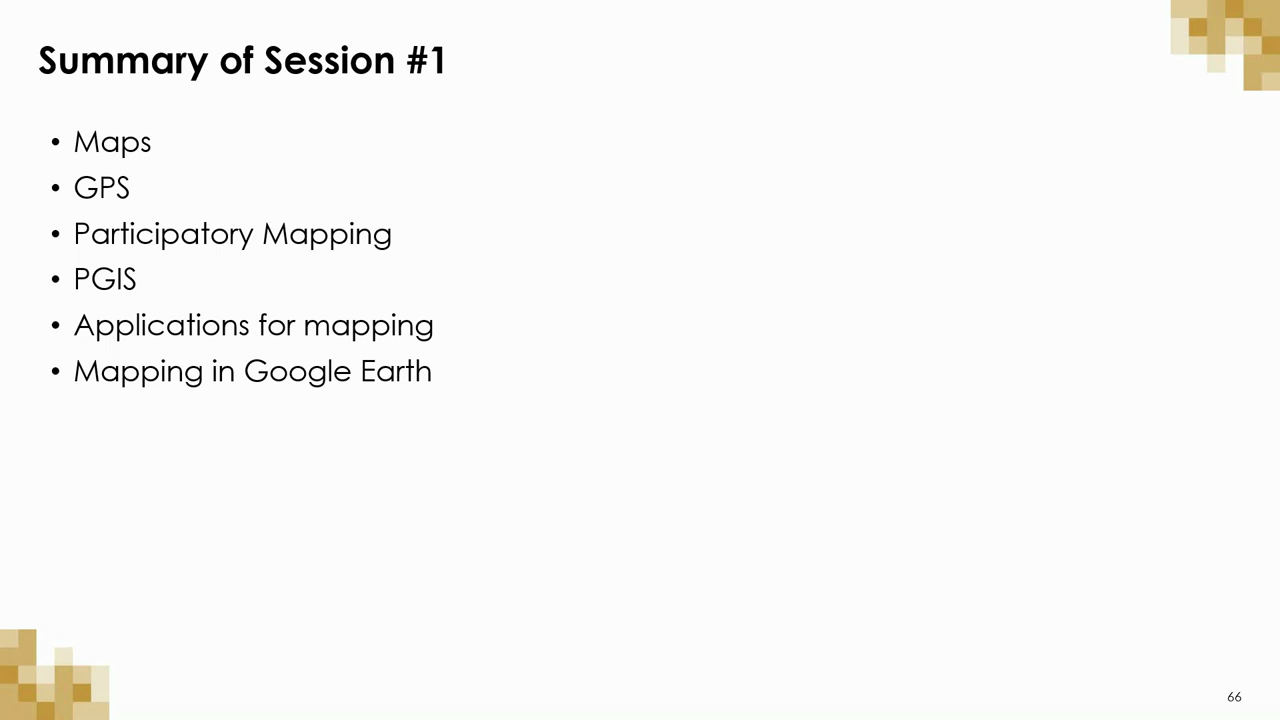 Summary of Session #1
• Maps
• GPS
• Participatory Mapping
• PGIS
• Applications for mapping
• Mapping in Google Earth
66